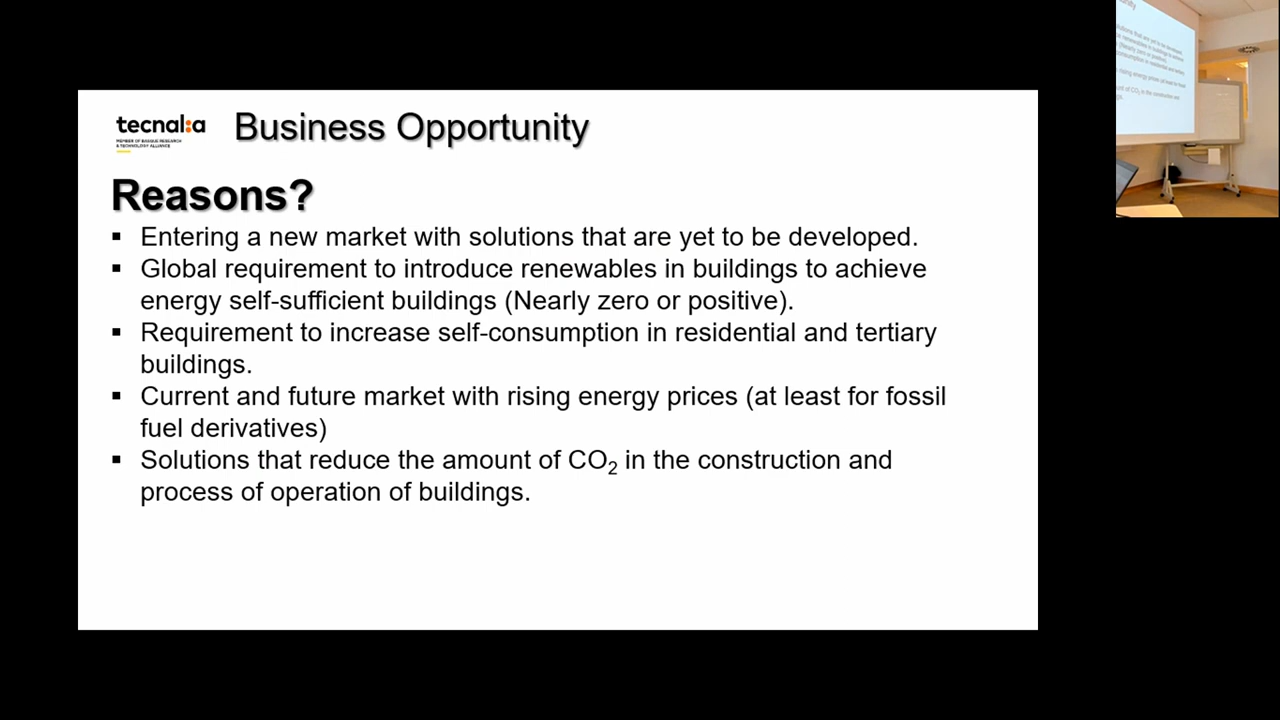 tecnal:a
MEMBER OF BASQUE RESEARCH
& TECHNOLOGY ALLIANCE
Business Opportunity
Reasons?
▪ Entering a new market with solutions that are yet to be developed.
▪ Global requirement to introduce renewables in buildings to achieve
energy self-sufficient buildings (Nearly zero or positive).
▪ Requirement to increase self-consumption in residential and tertiary
buildings.
▪ Current and future market with rising energy prices (at least for fossil
fuel derivatives)
▪ Solutions that reduce the amount of CO₂ in the construction and
process of operation of buildings.